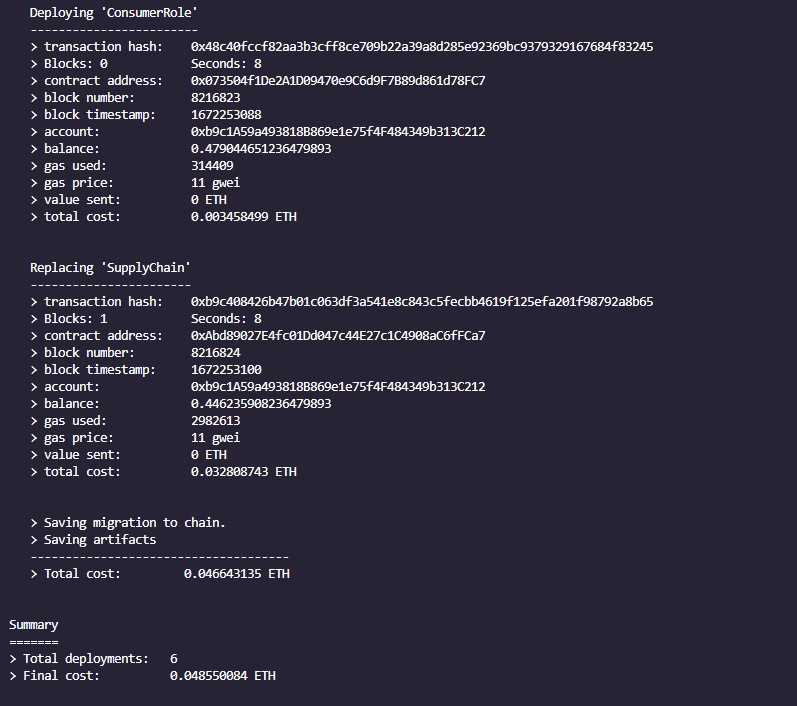 Deploying 'ConsumerRole'
------------------------
> transaction hash:    0x48c40fccf82aa3b3cff8ce709b22a39a8d285e92369bc9379329167684f83245
> Blocks: 0            Seconds: 8
> contract address:    0x073504f1De2A1D09470e9C6d9F7B89d861d78FC7
> block number:        8216823
> block timestamp:     1672253088
> account:             0xb9c1A59a493818B869e1e75f4F484349b313C212
> balance:             0.479044651236479893
> gas used:            314409
> gas price:           11 gwei
> value sent:          0 ETH
> total cost:          0.003458499 ETH
Replacing 'SupplyChain'
-----------------------
> transaction hash:    0xb9c408426b47b01c063df3a541e8c843c5fecbb4619f125efa201f98792a8b65
> Blocks: 1            Seconds: 8
> contract address:    0xAbd89027E4fc01Dd047c44E27c1C4908aC6fFCa7
> block number:        8216824
> block timestamp:     1672253100
> account:             0xb9c1A59a493818B869e1e75f4F484349b313C212
> balance:             0.446235908236479893
> gas used:            2982613
> gas price:           11 gwei
> value sent:          0 ETH
> total cost:          0.032808743 ETH
> Saving migration to chain.
> Saving artifacts
-------------------------------------
> Total cost:         0.046643135 ETH
Summary
=======
> Total deployments:   6
> Final cost:          0.048550084 ETH